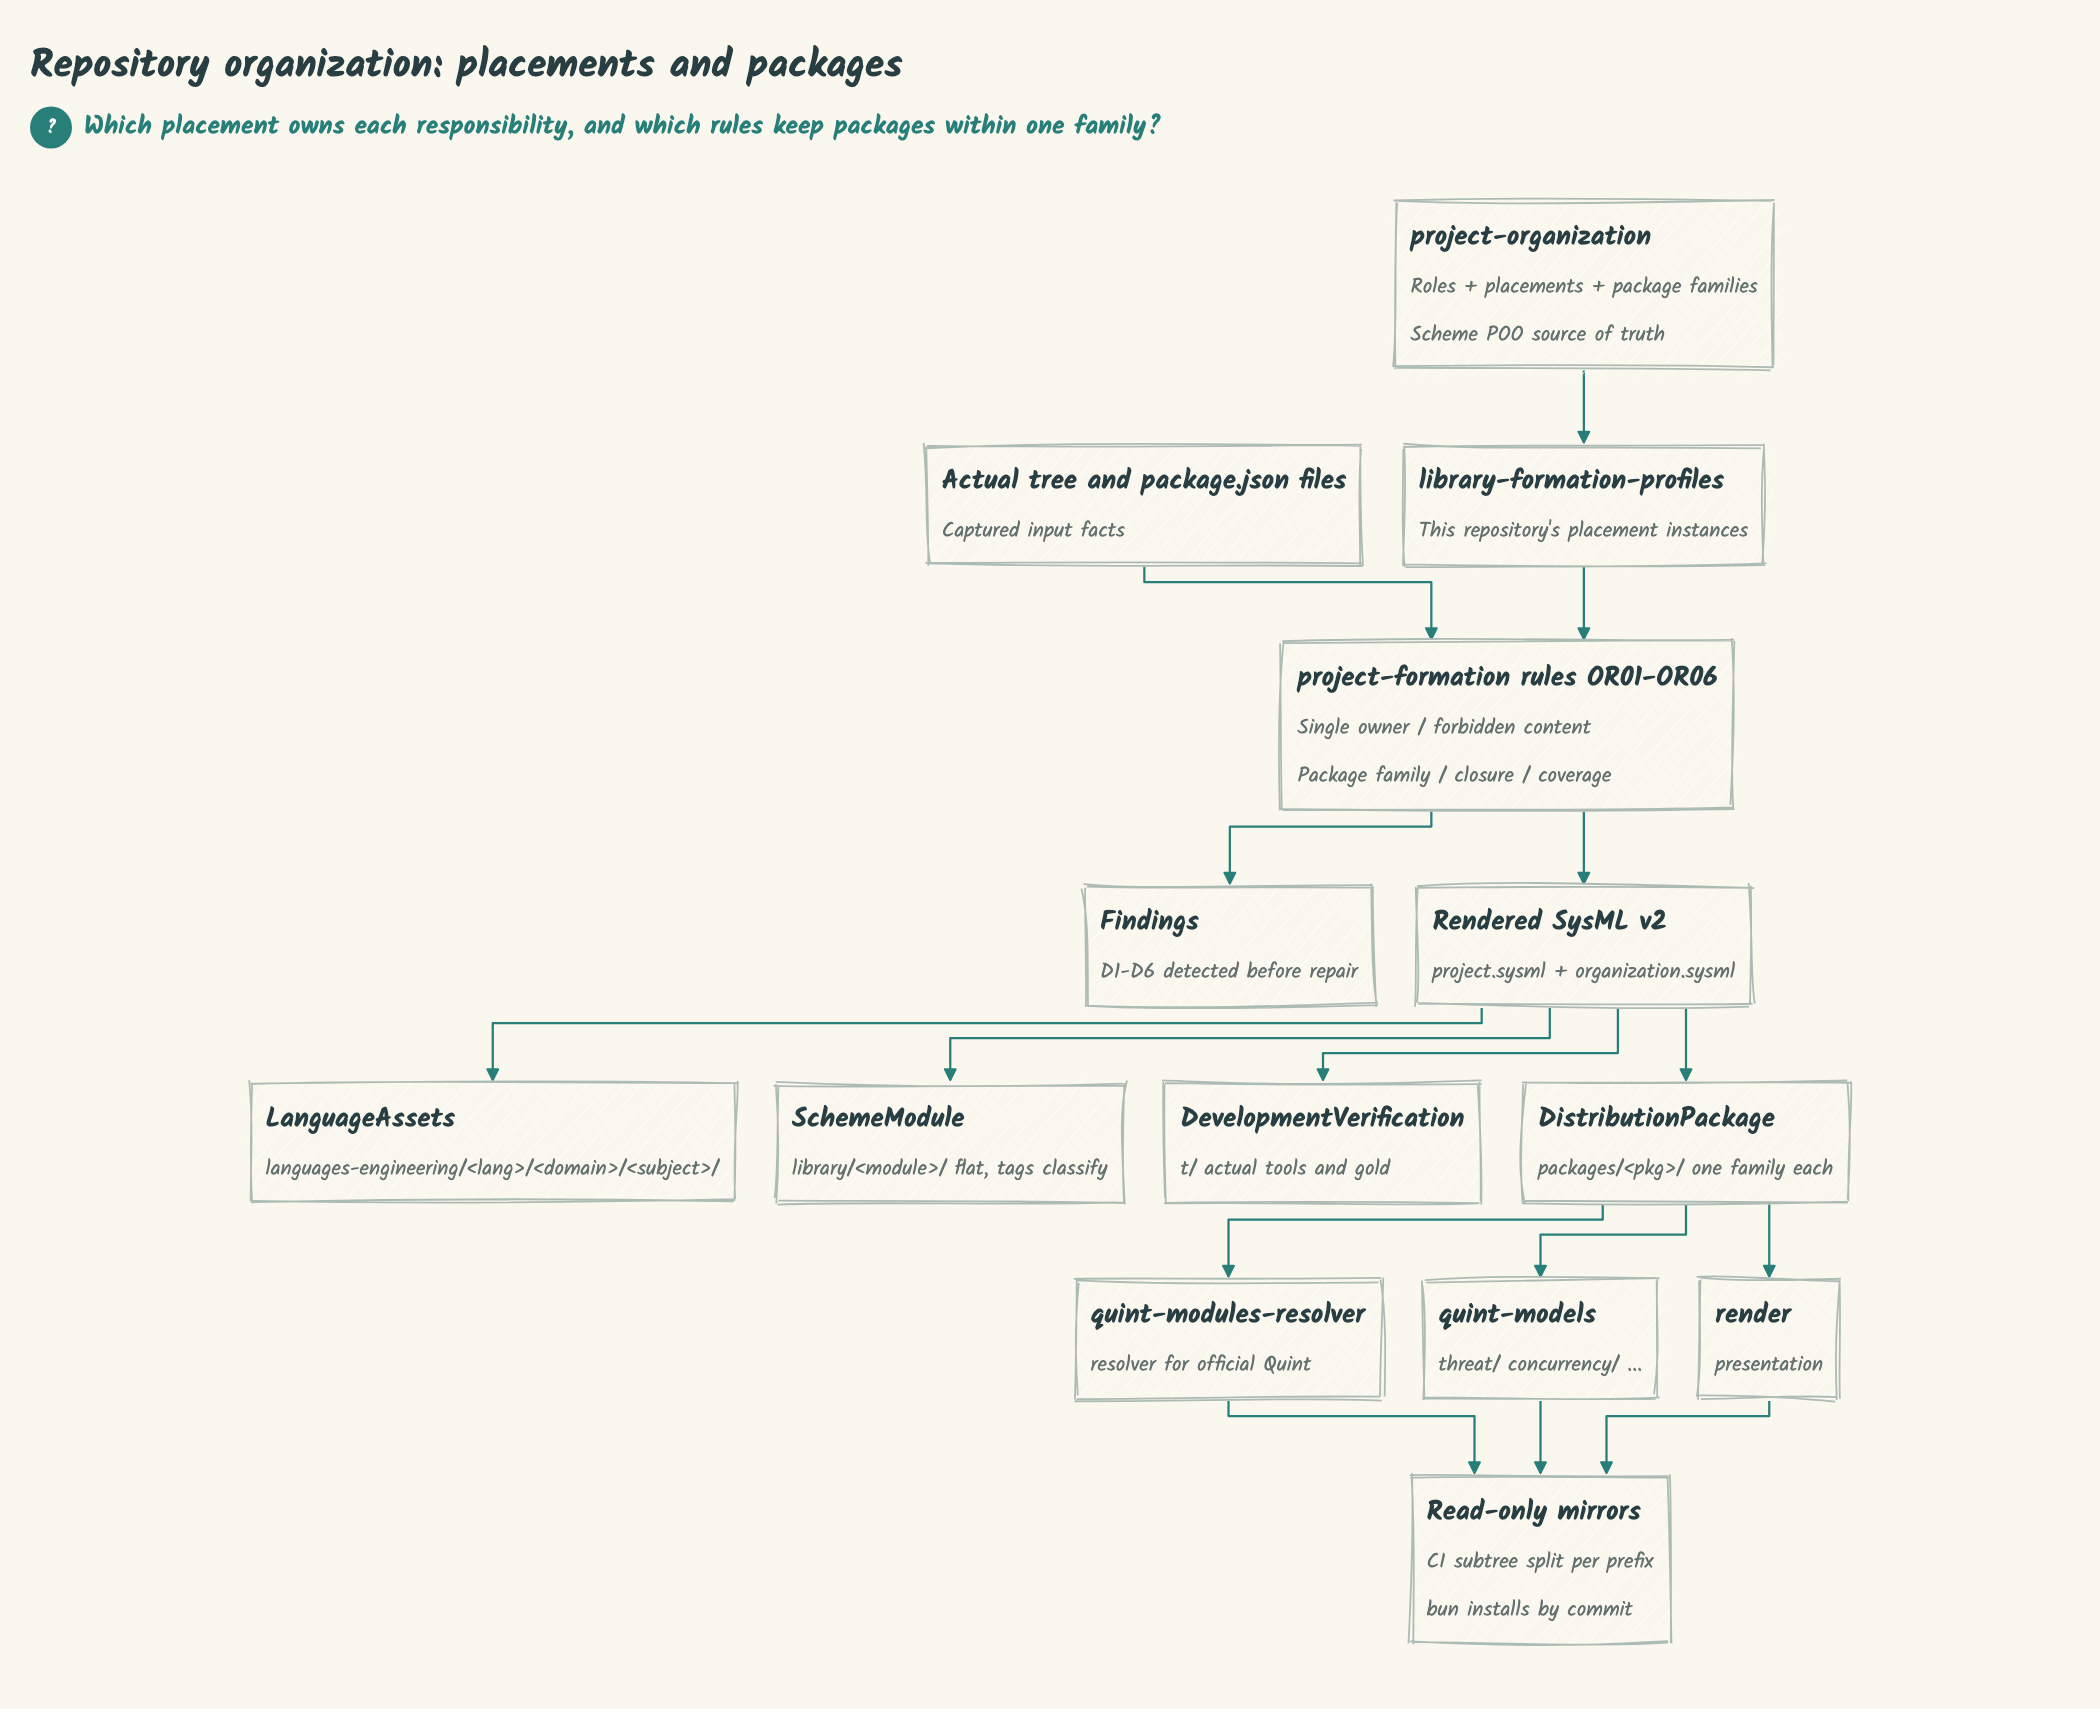 Repository organization: placements and packages
?
Which placement owns each responsibility, and which rules keep packages within one family?
project-organization
Roles + placements + package families
Scheme POO source of truth
Actual tree and package.json files
Captured input facts
library-formation-profiles
This repository's placement instances
project-formation rules OR01-OR06
Single owner / forbidden content
Package family / closure / coverage
Findings
D1-D6 detected before repair
Rendered SysML v2
project.sysml + organization.sysml
LanguageAssets
languages-engineering/<lang>/<domain>/<subject>/
SchemeModule
library/<module>/ flat, tags classify
DevelopmentVerification
t/ actual tools and gold
DistributionPackage
packages/<pkg>/ one family each
quint-modules-resolver
resolver for official Quint
quint-models
threat/ concurrency/ ...
render
presentation
Read-only mirrors
CI subtree split per prefix
bun installs by commit